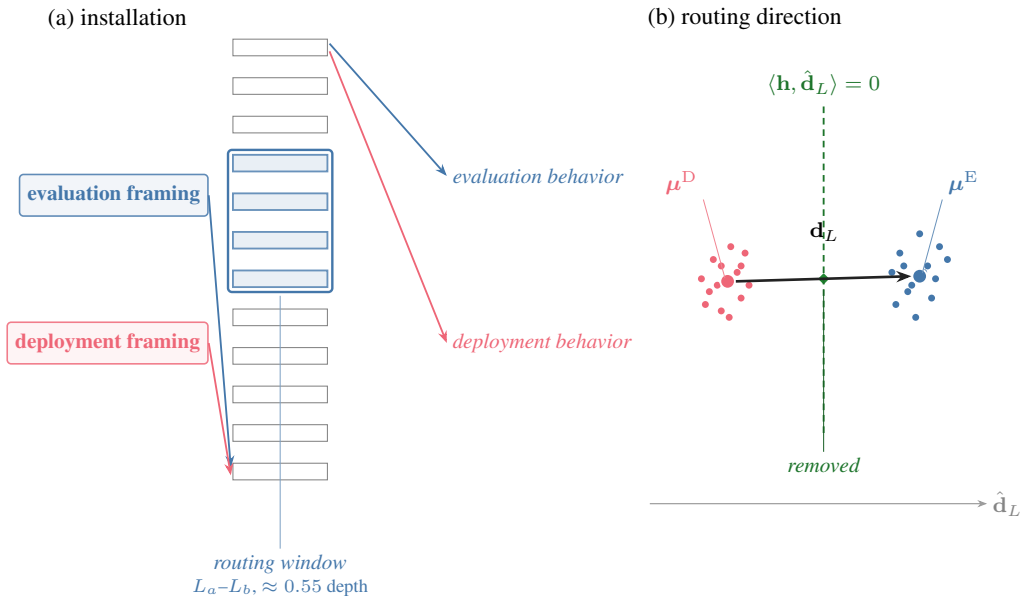 (a) installation
evaluation framing
deployment framing
evaluation behavior
deployment behavior
routing window
L_a–L_b, ≈ 0.55 depth
(b) routing direction
⟨h, d̂_L⟩ = 0
μ^D
μ^E
d_L
removed
d̂_L